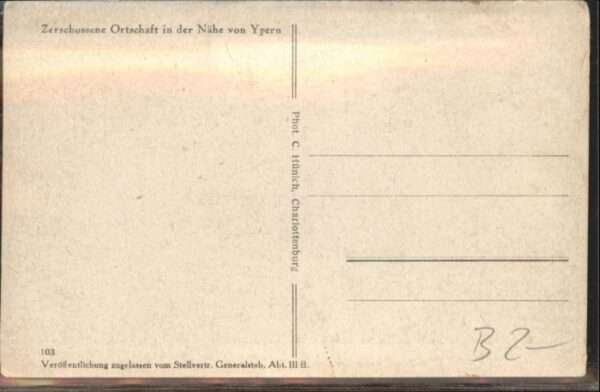 Zerschossene Ortschaft in der Nähe von Ypern
Phot. C. Hünich, Charlottenburg
103
Veröffentlichung zugelassen vom Stellvertr. Generalstab, Abt. III B.
B 2-